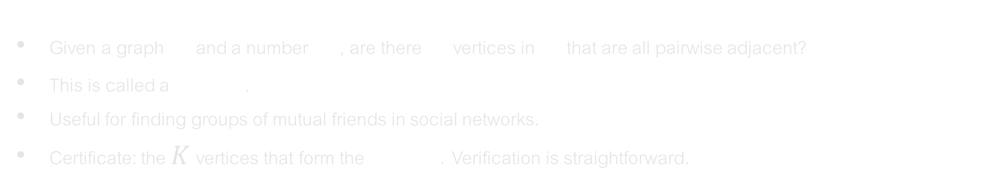 • Given a graph and a number , are there vertices in that are all pairwise adjacent?
• This is called a .
• Useful for finding groups of mutual friends in social networks.
• Certificate: the K vertices that form the . Verification is straightforward.